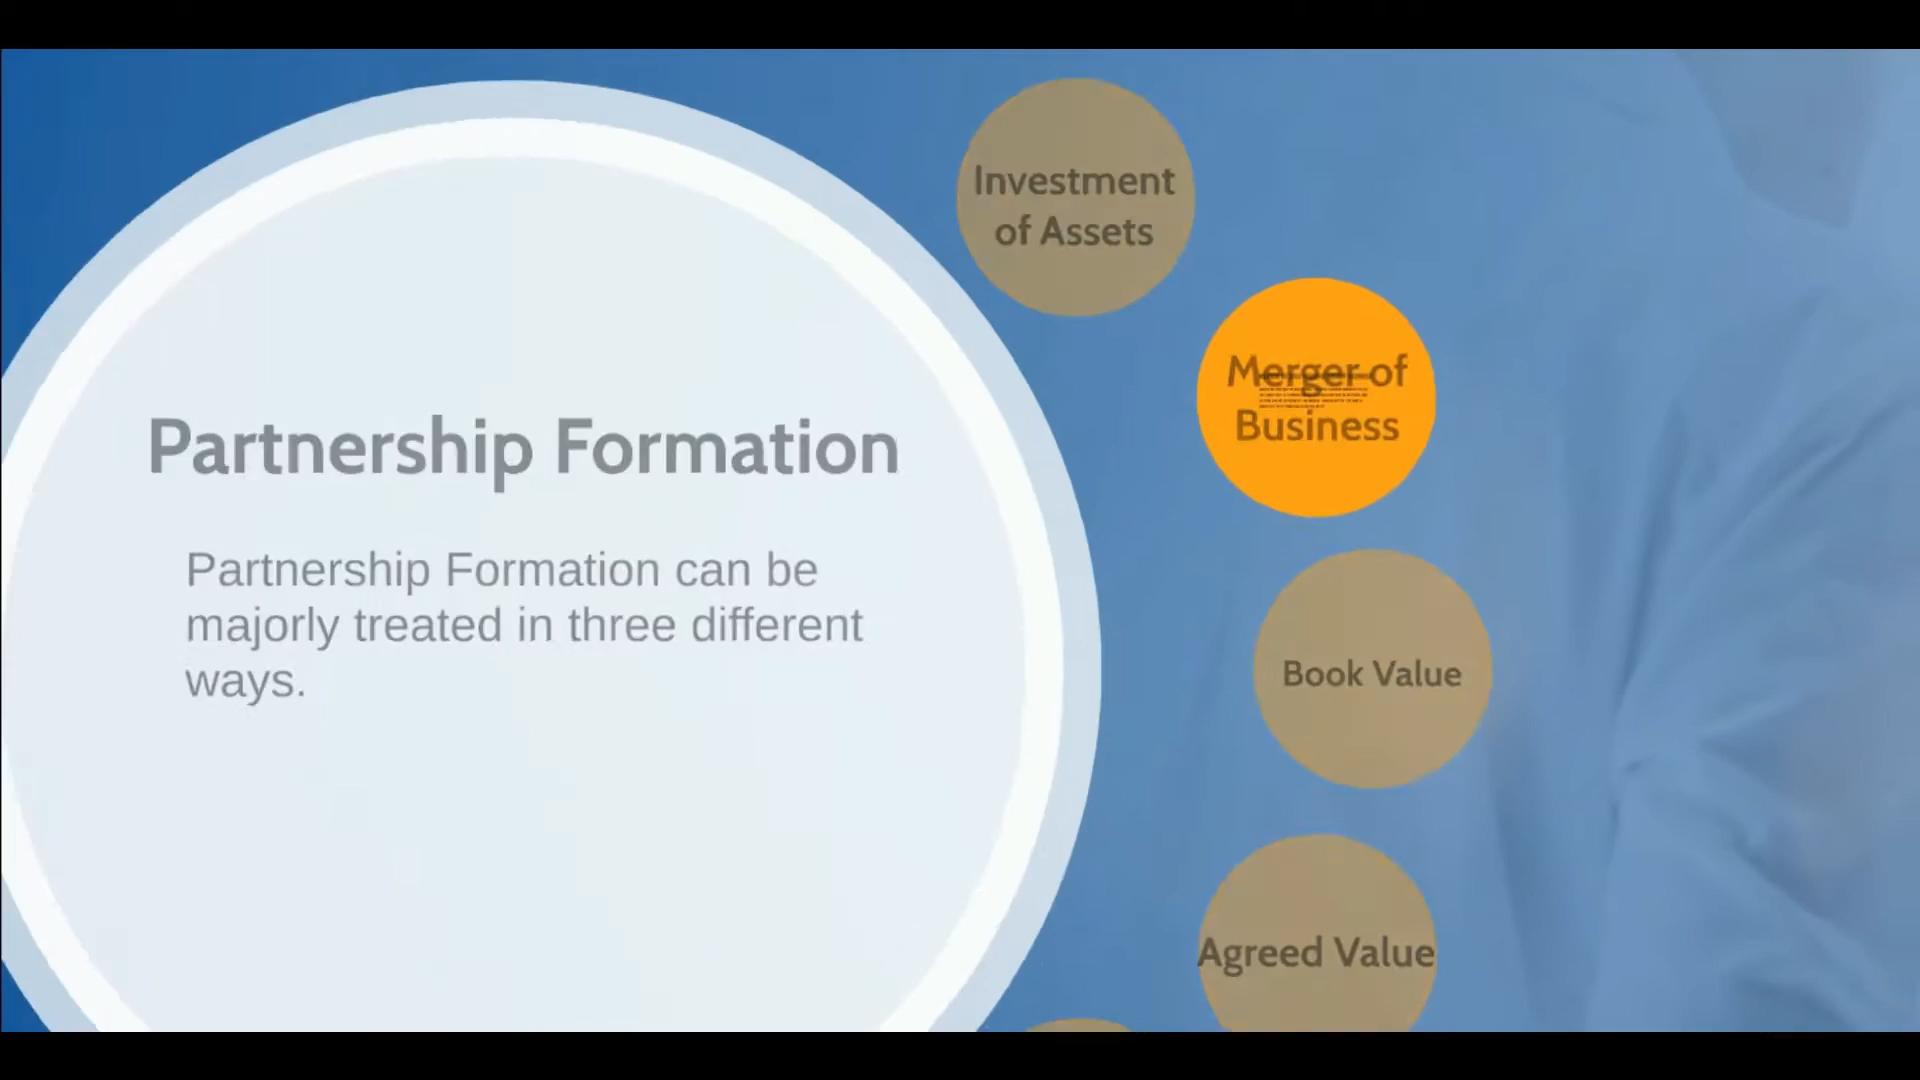 Partnership Formation
Partnership Formation can be
majorly treated in three different
ways.
Investment
of Assets
Merger of
Business
Book Value
Agreed Value